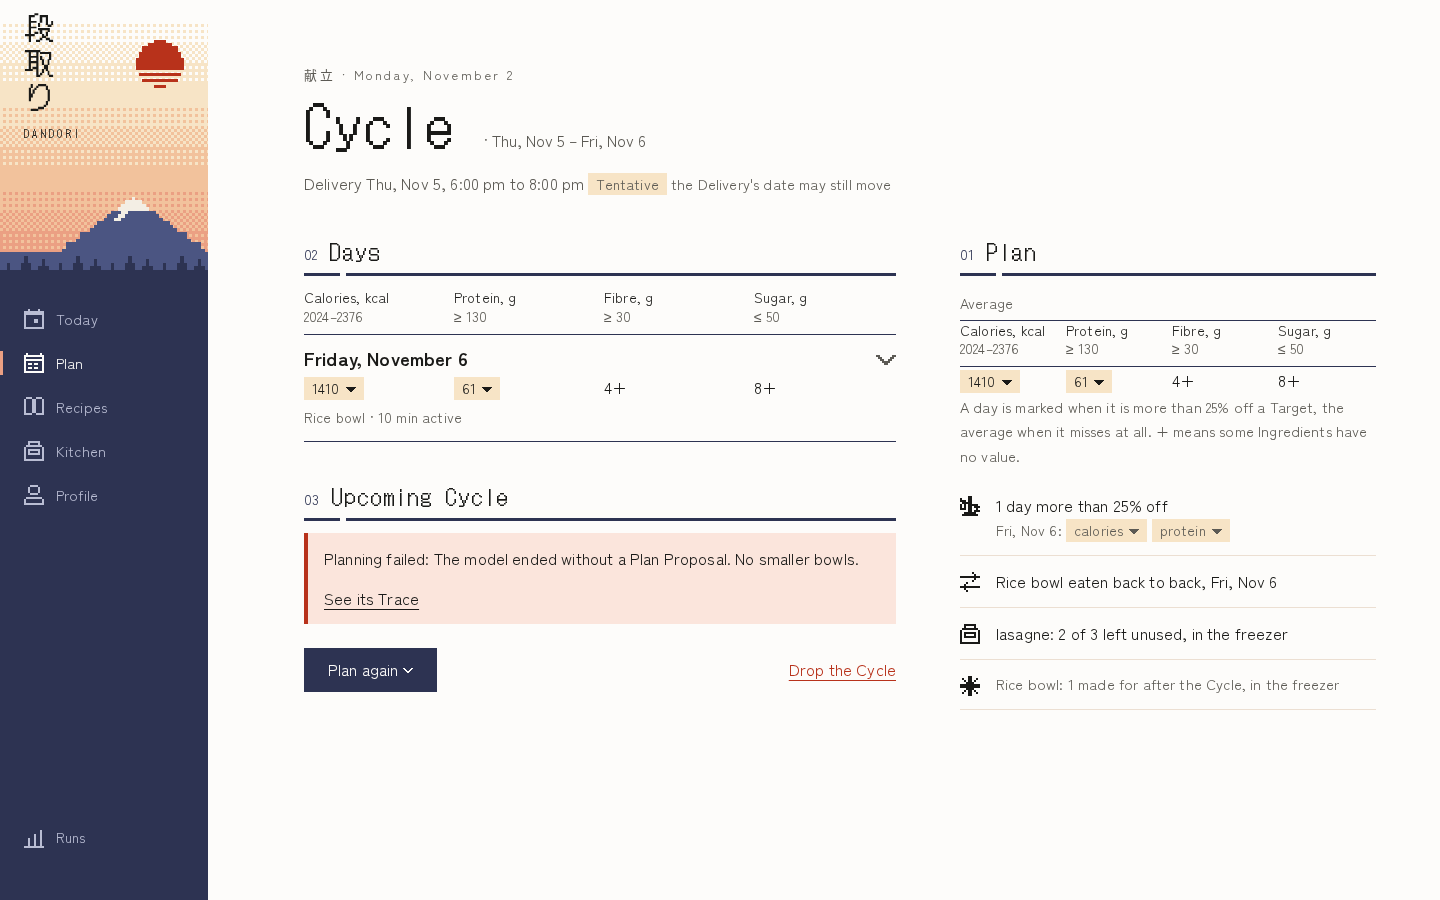 段取り
DANDORI
Today
Plan
Recipes
Kitchen
Profile
Runs
献立 · Monday, November 2
Cycle · Thu, Nov 5 – Fri, Nov 6
Delivery Thu, Nov 5, 6:00 pm to 8:00 pm Tentative the Delivery's date may still move
02 Days
Calories, kcal Protein, g Fibre, g Sugar, g
2024–2376 ≥ 130 ≥ 30 ≤ 50
Friday, November 6
1410 61 4+ 8+
Rice bowl · 10 min active
03 Upcoming Cycle
Planning failed: The model ended without a Plan Proposal. No smaller bowls.
See its Trace
Plan again
Drop the Cycle
01 Plan
Average
Calories, kcal Protein, g Fibre, g Sugar, g
2024–2376 ≥ 130 ≥ 30 ≤ 50
1410 61 4+ 8+
A day is marked when it is more than 25% off a Target, the
average when it misses at all. + means some Ingredients have
no value.
1 day more than 25% off
Fri, Nov 6: calories protein
Rice bowl eaten back to back, Fri, Nov 6
lasagne: 2 of 3 left unused, in the freezer
Rice bowl: 1 made for after the Cycle, in the freezer